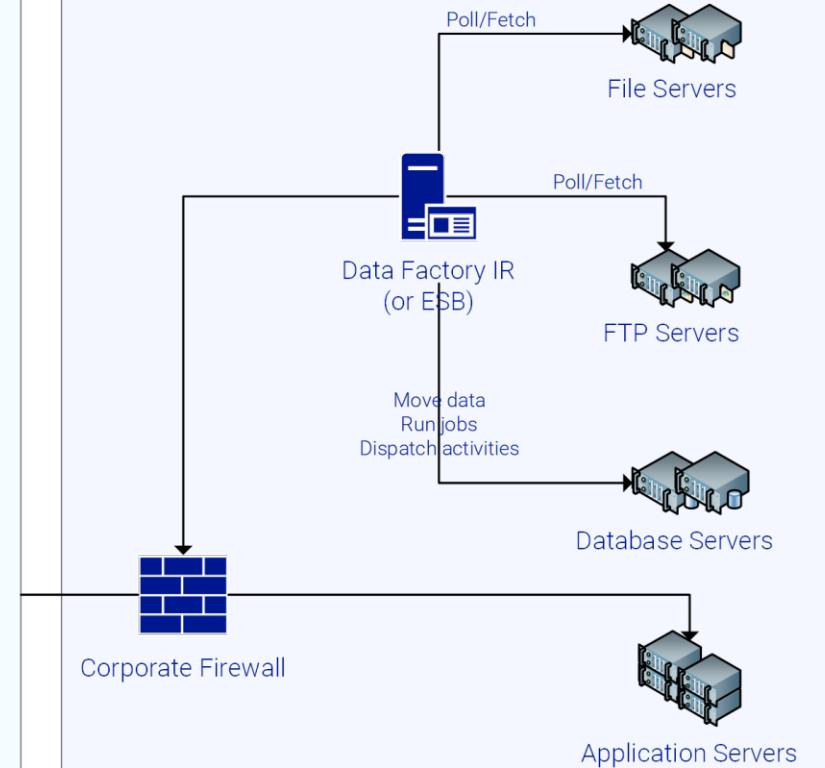 Poll/Fetch
File Servers
Poll/Fetch
Data Factory IR
(or ESB)
FTP Servers
Move data
Run jobs
Dispatch activities
Database Servers
Corporate Firewall
Application Servers